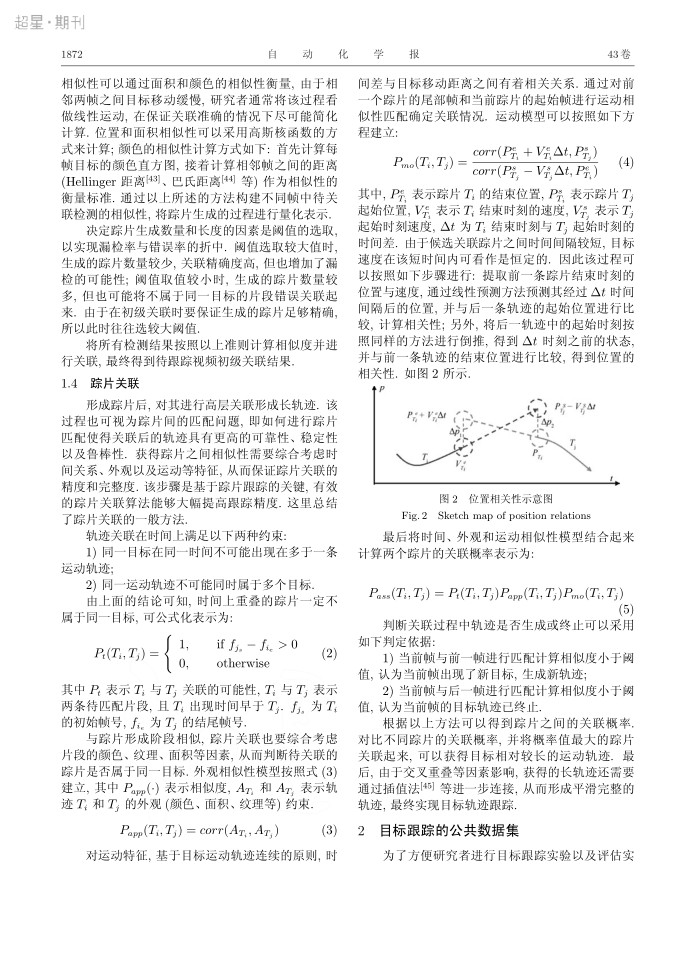 超星·期刊
1872 自 动 化 学 报 43 卷
相似性可以通过面积和颜色的相似性衡量, 由于相
邻两帧之间目标移动缓慢, 研究者通常将该过程看
做线性运动, 在保证关联准确的情况下尽可能简化
计算. 位置和面积相似性可以采用高斯核函数的方
式来计算; 颜色的相似性计算方式如下: 首先计算每
帧目标的颜色直方图, 接着计算相邻帧之间的距离
(Hellinger 距离[43]、巴氏距离[44] 等) 作为相似性的
衡量标准. 通过以上所述的方法构建不同帧中待关
联检测的相似性, 将踪片生成的过程进行量化表示.
决定踪片生成数量和长度的因素是阈值的选取,
以实现漏检率与错误率的折中. 阈值选取较大值时,
生成的踪片数量较少, 关联精确度高, 但也增加了漏
检的可能性; 阈值取值较小时, 生成的踪片数量较
多, 但也可能将不属于同一目标的片段错误关联起
来. 由于在初级关联时要保证生成的踪片足够精确,
所以此时往往选较大阈值.
将所有检测结果按照以上准则计算相似度并进
行关联, 最终得到待跟踪视频初级关联结果.
1.4 踪片关联
形成踪片后, 对其进行高层关联形成长轨迹. 该
过程也可视为踪片间的匹配问题, 即如何进行踪片
匹配使得关联后的轨迹具有更高的可靠性、稳定性
以及鲁棒性. 获得踪片之间相似性需要综合考虑时
间关系、外观以及运动等特征, 从而保证踪片关联的
精度和完整度. 该步骤是基于踪片跟踪的关键, 有效
的踪片关联算法能够大幅提高跟踪精度. 这里总结
了踪片关联的一般方法.
轨迹关联在时间上满足以下两种约束:
1) 同一目标在同一时间不可能出现在多于一条
运动轨迹;
2) 同一运动轨迹不可能同时属于多个目标.
由上面的结论可知, 时间上重叠的踪片一定不
属于同一目标, 可公式化表示为:
P_t(T_i, T_j) = { 1, if f_{j_s} − f_{i_e} > 0
0, otherwise (2)
其中 P_t 表示 T_i 与 T_j 关联的可能性, T_i 与 T_j 表示
两条待匹配片段, 且 T_i 出现时间早于 T_j. f_{j_s} 为 T_i
的初始帧号, f_{i_e} 为 T_j 的结尾帧号.
与踪片形成阶段相似, 踪片关联也要综合考虑
片段的颜色、纹理、面积等因素, 从而判断待关联的
踪片是否属于同一目标. 外观相似性模型按照式 (3)
建立, 其中 P_{app}(·) 表示相似度, A_{T_i} 和 A_{T_j} 表示轨
迹 T_i 和 T_j 的外观 (颜色、面积、纹理等) 约束.
P_{app}(T_i, T_j) = corr(A_{T_i}, A_{T_j}) (3)
对运动特征, 基于目标运动轨迹连续的原则, 时
间差与目标移动距离之间有着相关关系. 通过对前
一个踪片的尾部帧和当前踪片的起始帧进行运动相
似性匹配确定关联情况. 运动模型可以按照如下方
程建立:
P_{mo}(T_i, T_j) = corr(P^e_{T_i} + V^e_{T_i}Δt, P^s_{T_j}) / corr(P^s_{T_j} − V^s_{T_j}Δt, P^e_{T_i}) (4)
其中, P^e_{T_i} 表示踪片 T_i 的结束位置, P^s_{T_j} 表示踪片 T_j
起始位置, V^e_{T_i} 表示 T_i 结束时刻的速度, V^s_{T_j} 表示 T_j
起始时刻速度, Δt 为 T_i 结束时刻与 T_j 起始时刻的
时间差. 由于候选关联踪片之间时间间隔较短, 目标
速度在该短时间内可看作是恒定的. 因此该过程可
以按照如下步骤进行: 提取前一条踪片结束时刻的
位置与速度, 通过线性预测方法预测其经过 Δt 时间
间隔后的位置, 并与后一条轨迹的起始位置进行比
较, 计算相关性; 另外, 将后一轨迹中的起始时刻按
照同样的方法进行倒推, 得到 Δt 时刻之前的状态,
并与前一条轨迹的结束位置进行比较, 得到位置的
相关性. 如图 2 所示.
p
P^e_{T_i} + V^e_{T_i}Δt
P^s_{T_j} − V^s_{T_j}Δt
Δp_1
Δp_2
T_i
T_j
t
图 2 位置相关性示意图
Fig. 2 Sketch map of position relations
最后将时间、外观和运动相似性模型结合起来
计算两个踪片的关联概率表示为:
P_{ass}(T_i, T_j) = P_t(T_i, T_j)P_{app}(T_i, T_j)P_{mo}(T_i, T_j)
(5)
判断关联过程中轨迹是否生成或终止可以采用
如下判定依据:
1) 当前帧与前一帧进行匹配计算相似度小于阈
值, 认为当前帧出现了新目标, 生成新轨迹;
2) 当前帧与后一帧进行匹配计算相似度小于阈
值, 认为当前帧的目标轨迹已终止.
根据以上方法可以得到踪片之间的关联概率.
对比不同踪片的关联概率, 并将概率值最大的踪片
关联起来, 可以获得目标相对较长的运动轨迹. 最
后, 由于交叉重叠等因素影响, 获得的长轨迹还需要
通过插值法[45] 等进一步连接, 从而形成平滑完整的
轨迹, 最终实现目标轨迹跟踪.
2 目标跟踪的公共数据集
为了方便研究者进行目标跟踪实验以及评估实